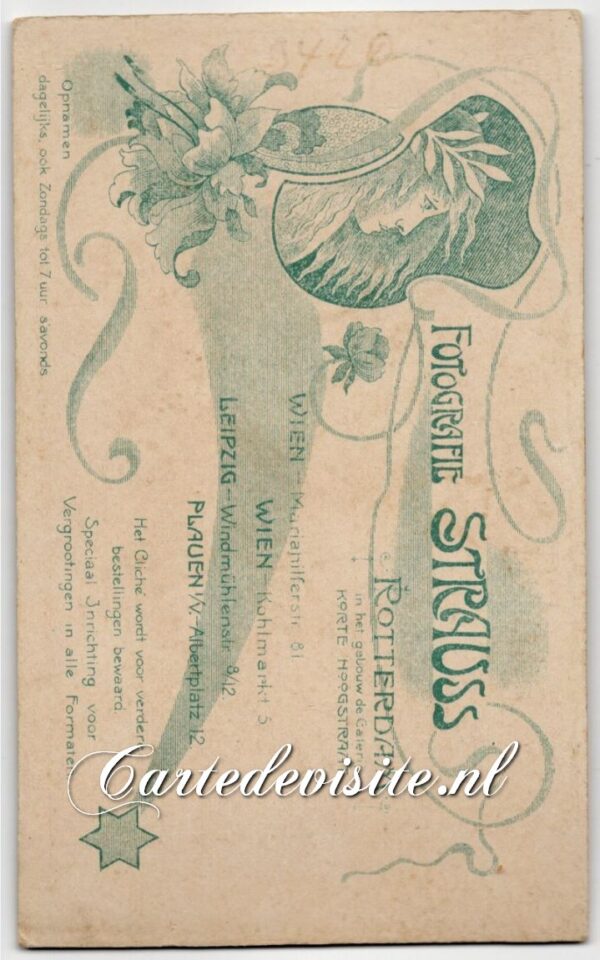 3420
FOTOGRAFIE STRAUSS
ROTTERDAM
in het gebouw de
KORTE HOOGSTRAAT
WIEN Mariahilferstr 81
WIEN Kohlmarkt 5
LEIPZIG-Windmühlenstr 8/12
PLAUEN i/V.-Albertplatz 12
Het Cliché wordt voor verdere
bestellingen bewaard.
Speciaal Inrichting voor
Vergrootingen in alle Formaten
Opnamen
dagelijks, ook Zondags tot 7 uur savonds
Cartedevisite.nl